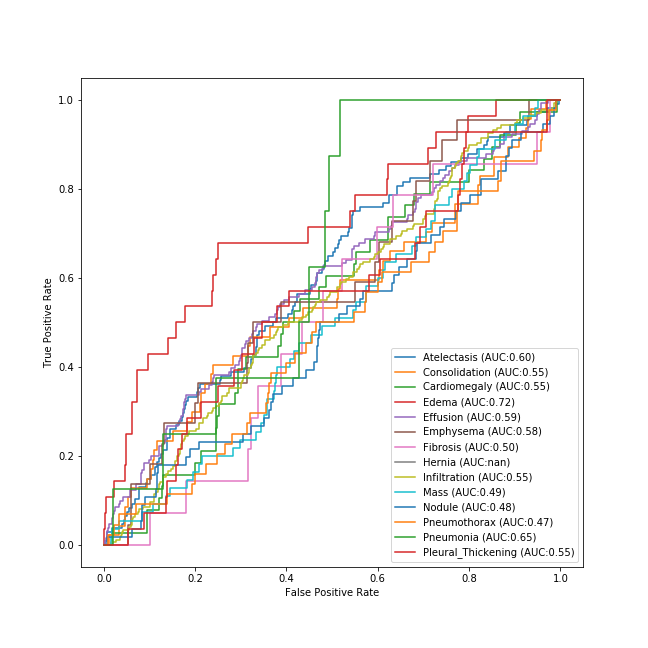 1.0
0.8
0.6
0.4
0.2
0.0
True Positive Rate
Atelectasis (AUC:0.60)
Consolidation (AUC:0.55)
Cardiomegaly (AUC:0.55)
Edema (AUC:0.72)
Effusion (AUC:0.59)
Emphysema (AUC:0.58)
Fibrosis (AUC:0.50)
Hernia (AUC:nan)
Infiltration (AUC:0.55)
Mass (AUC:0.49)
Nodule (AUC:0.48)
Pneumothorax (AUC:0.47)
Pneumonia (AUC:0.65)
Pleural_Thickening (AUC:0.55)
0.0 0.2 0.4 0.6 0.8 1.0
False Positive Rate